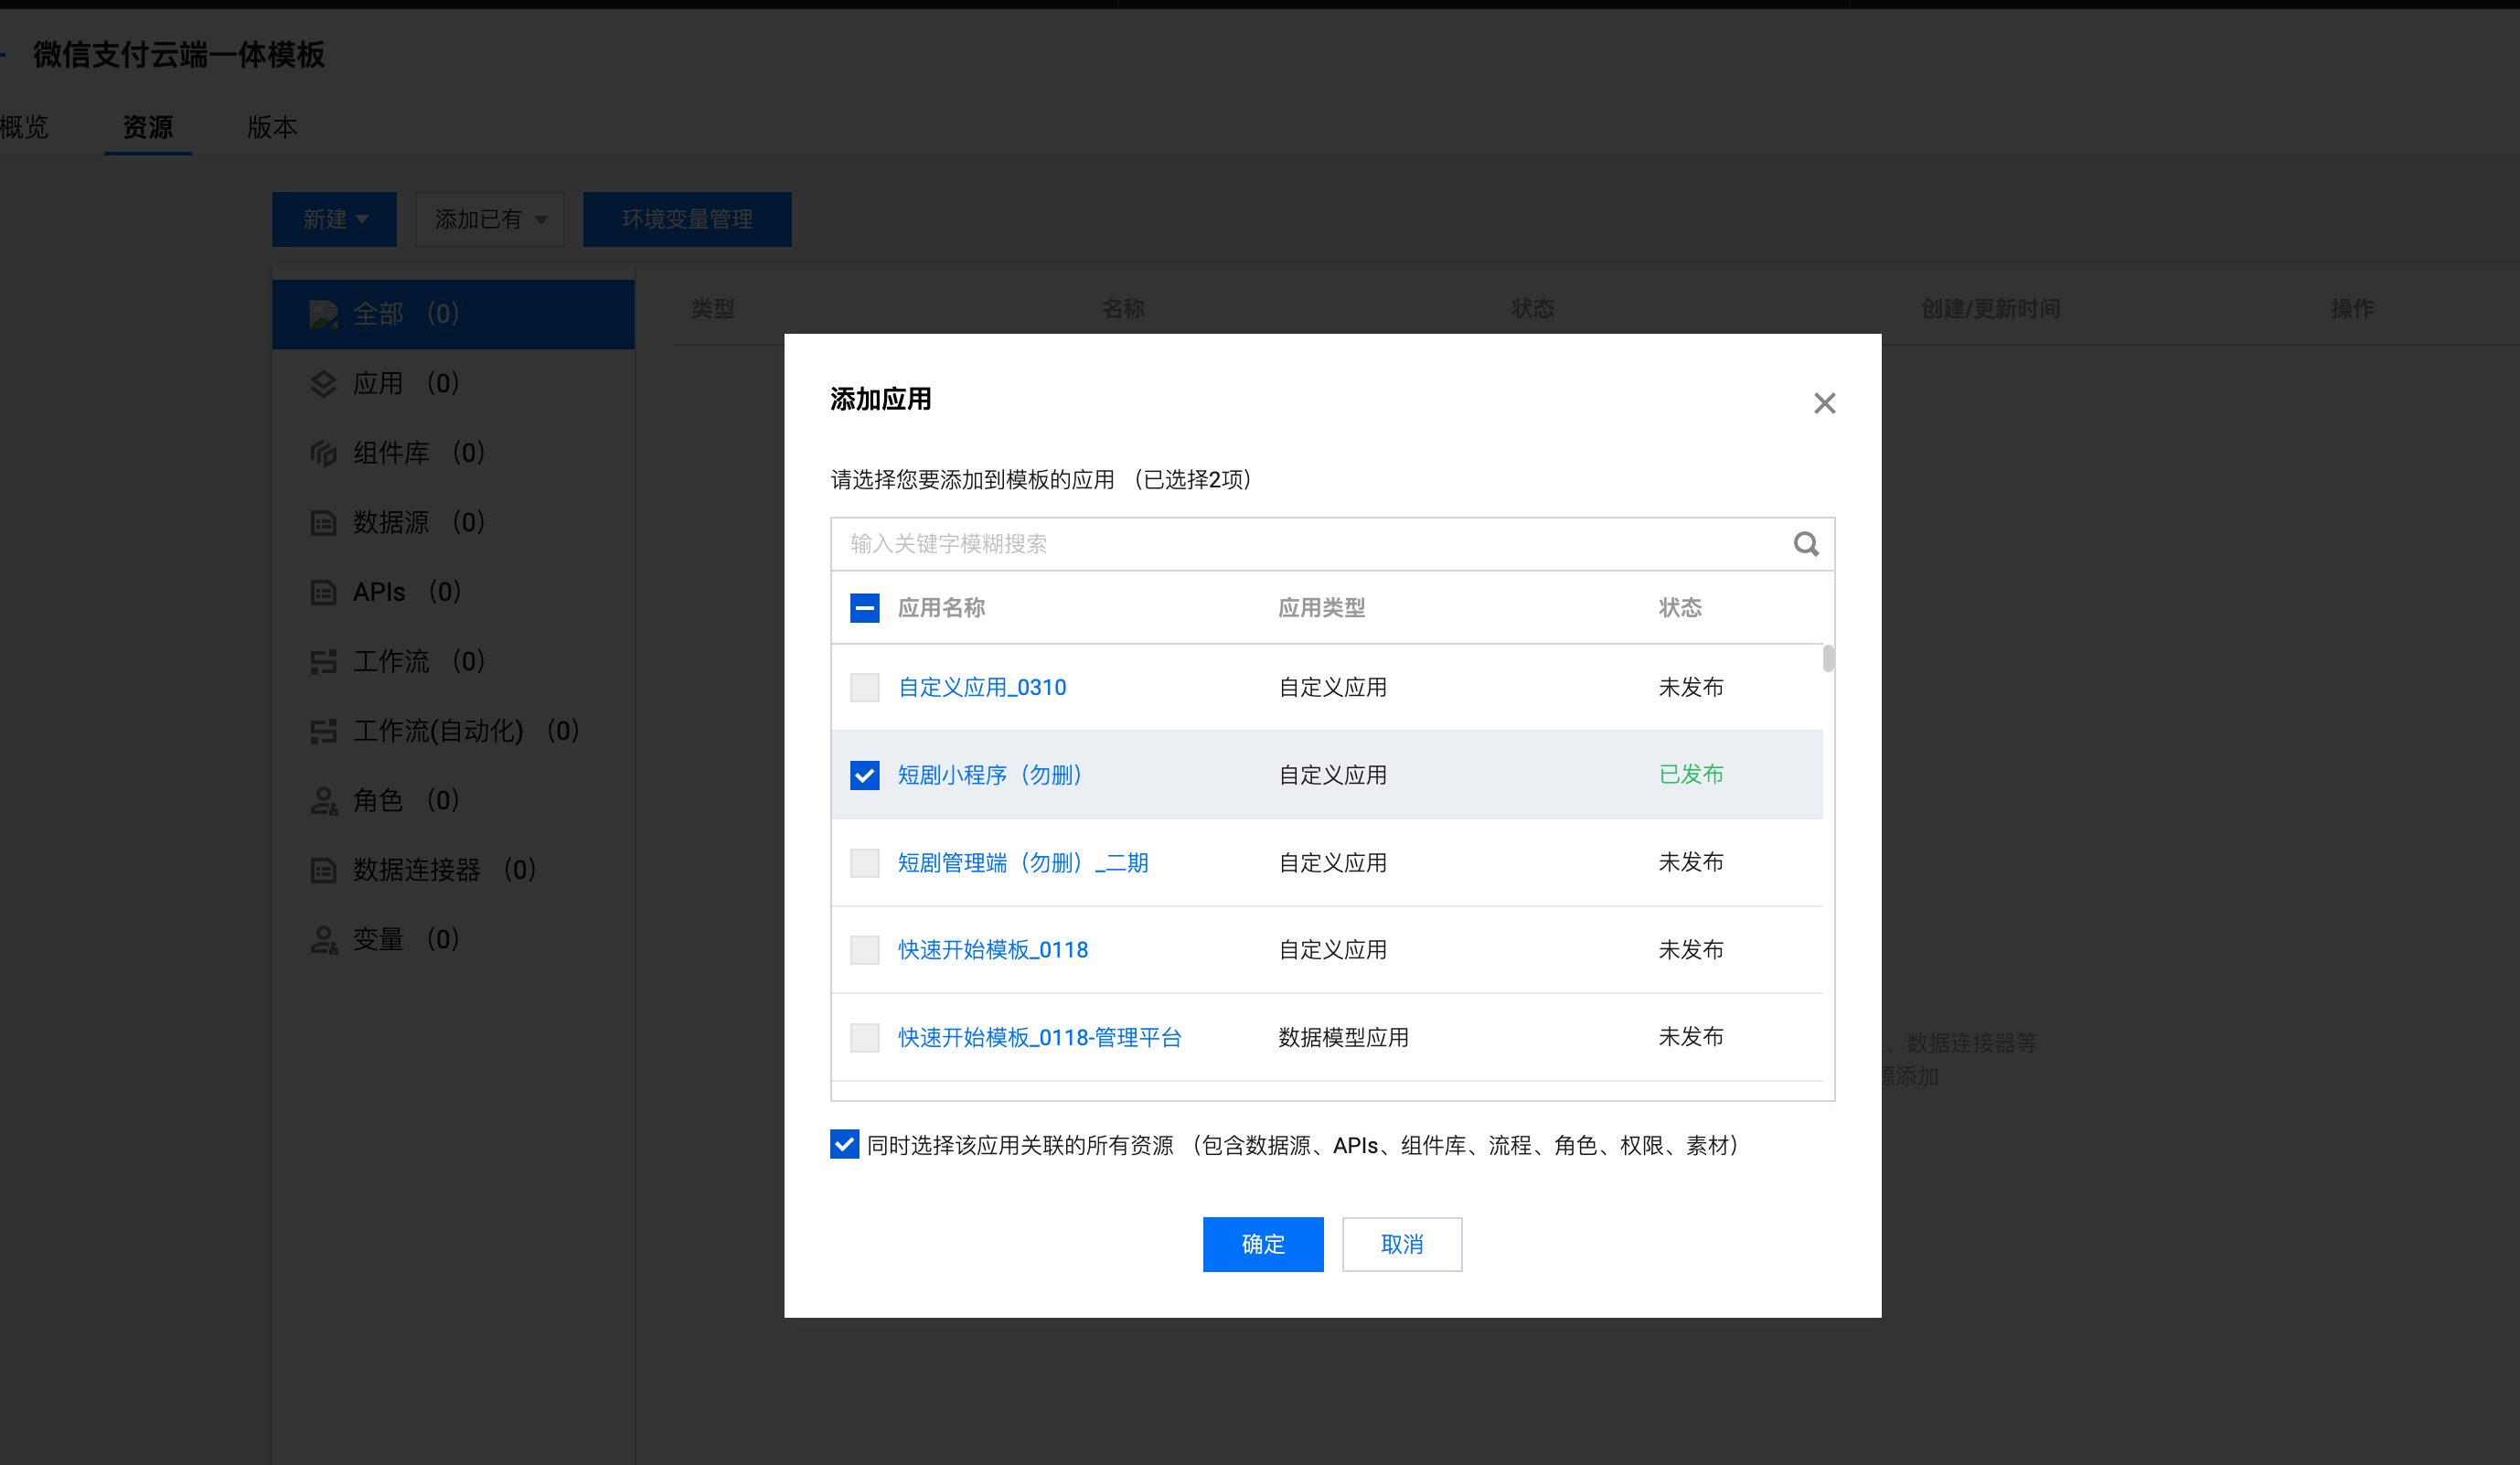 微信支付云端一体模板
概览 资源 版本
新建 添加已有 环境变量管理
全部 （0）
应用 （0）
组件库 （0）
数据源 （0）
APIs （0）
工作流 （0）
工作流(自动化) （0）
角色 （0）
数据连接器 （0）
变量 （0）
类型 名称 状态 创建/更新时间 操作
添加应用
请选择您要添加到模板的应用 （已选择2项）
输入关键字模糊搜索
应用名称 应用类型 状态
自定义应用_0310 自定义应用 未发布
短剧小程序（勿删） 自定义应用 已发布
短剧管理端（勿删）_二期 自定义应用 未发布
快速开始模板_0118 自定义应用 未发布
快速开始模板_0118-管理平台 数据模型应用 未发布
同时选择该应用关联的所有资源 （包含数据源、APIs、组件库、流程、角色、权限、素材）
确定 取消
、数据连接器等
源添加